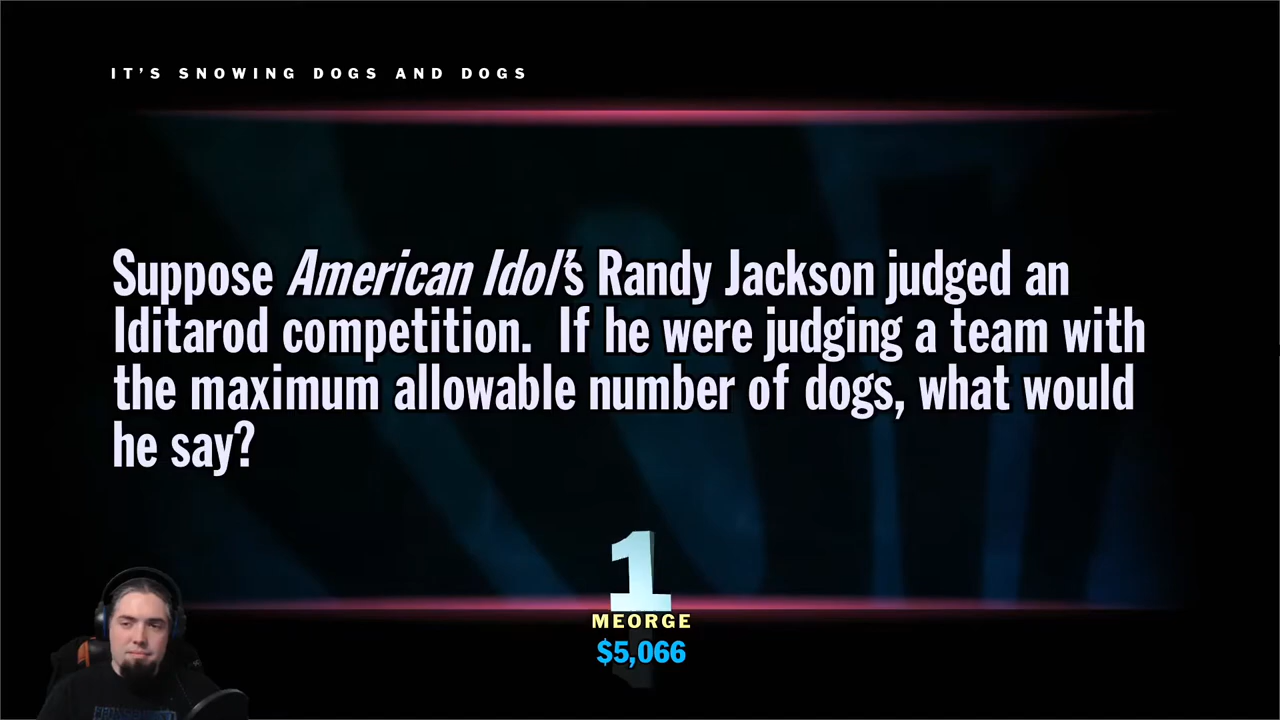 IT'S SNOWING DOGS AND DOGS
Suppose American Idol's Randy Jackson judged an
Iditarod competition. If he were judging a team with
the maximum allowable number of dogs, what would
he say?
1
MEORGE
$5,066